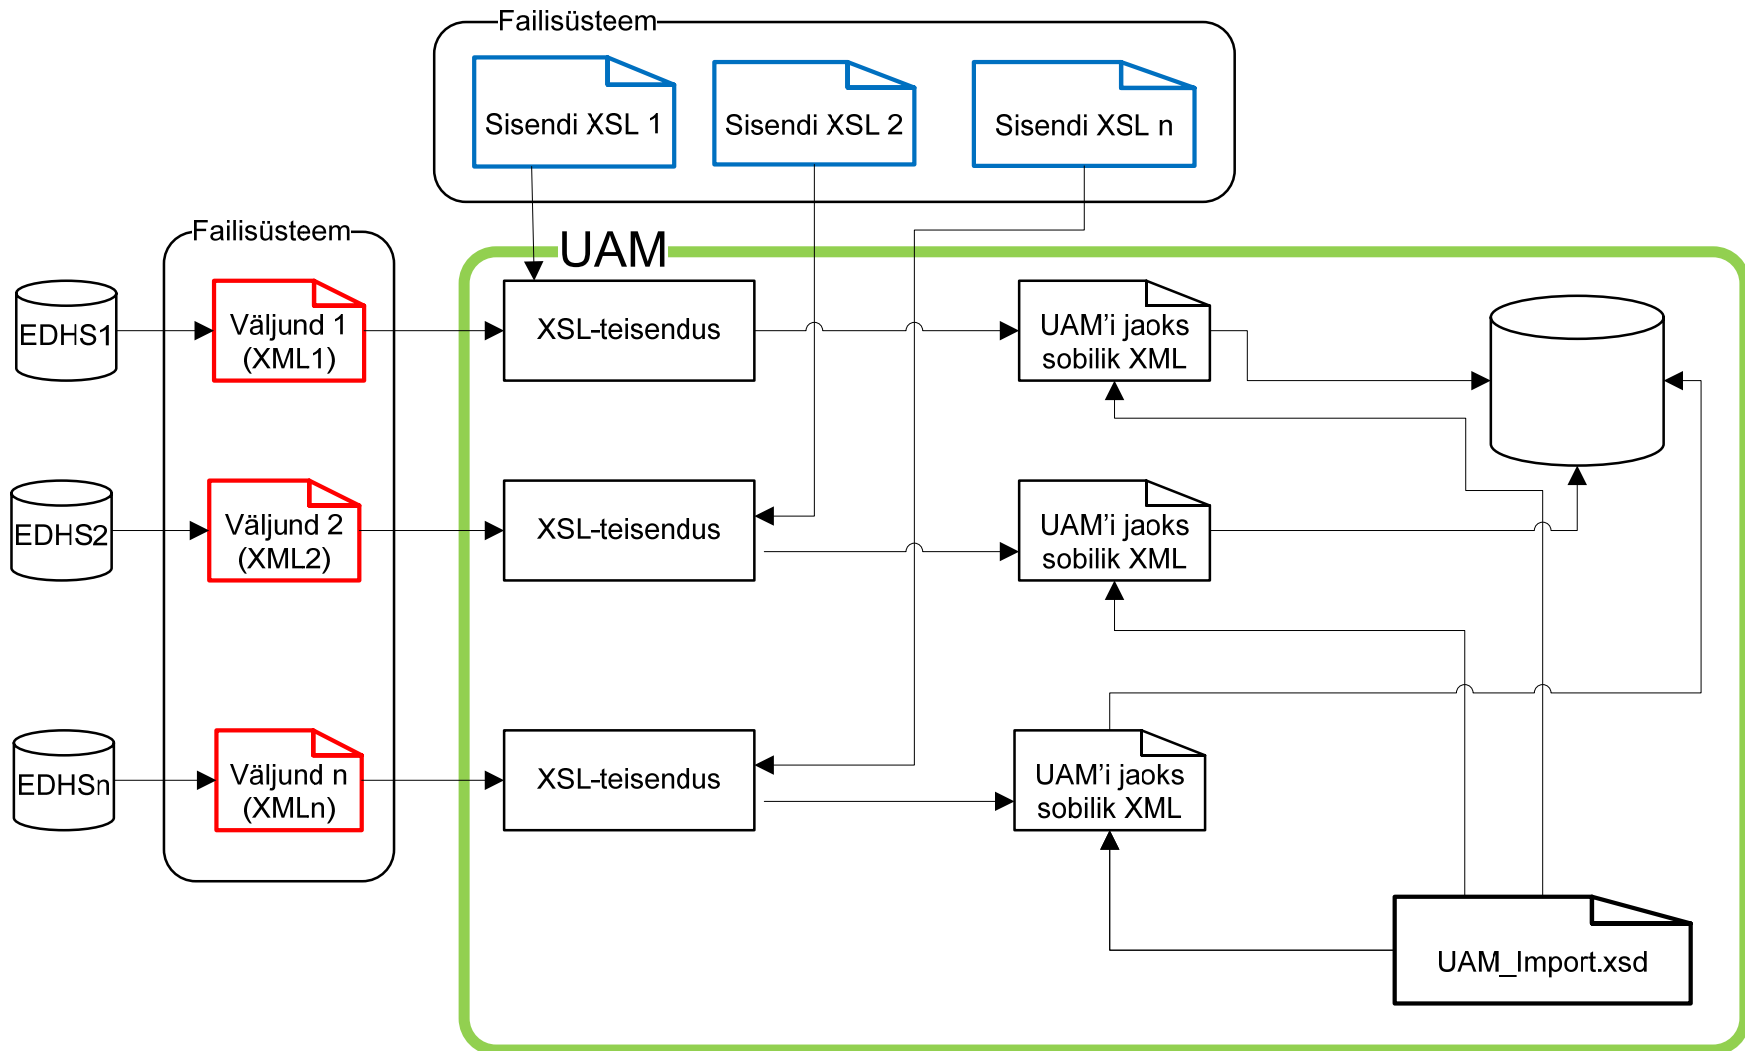 Failisüsteem
Sisendi XSL 1
Sisendi XSL 2
Sisendi XSL n
Failisüsteem
UAM
EDHS1
Väljund 1
(XML1)
XSL-teisendus
UAM'i jaoks
sobilik XML
EDHS2
Väljund 2
(XML2)
XSL-teisendus
UAM'i jaoks
sobilik XML
EDHSn
Väljund n
(XMLn)
XSL-teisendus
UAM'i jaoks
sobilik XML
UAM_Import.xsd